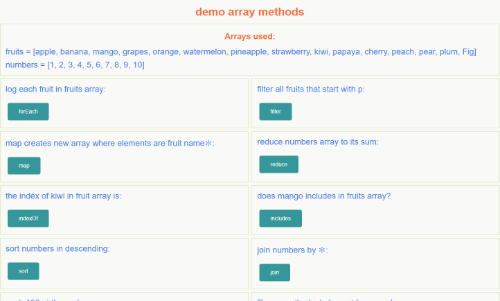 demo array methods
Arrays used:
fruits = [apple, banana, mango, grapes, orange, watermelon, pineapple, strawberry, kiwi, papaya, cherry, peach, pear, plum, Fig]
numbers = [1, 2, 3, 4, 5, 6, 7, 8, 9, 10]
log each fruit in fruits array:
forEach
filter all fruits that start with p:
filter
map creates new array where elements are fruit name✻:
map
reduce numbers array to its sum:
reduce
the index of kiwi in fruit array is:
indexOf
does mango includes in fruits array?
includes
sort numbers in descending:
sort
join numbers by ✻:
join